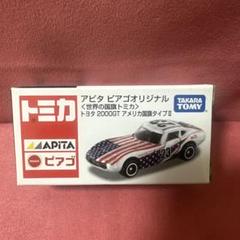 トミカ
APiTA
ピアゴ
アピタ ピアゴオリジナル
<世界の国旗トミカ>
トヨタ 2000GT アメリカ国旗タイプⅡ
TAKARA
TOMY